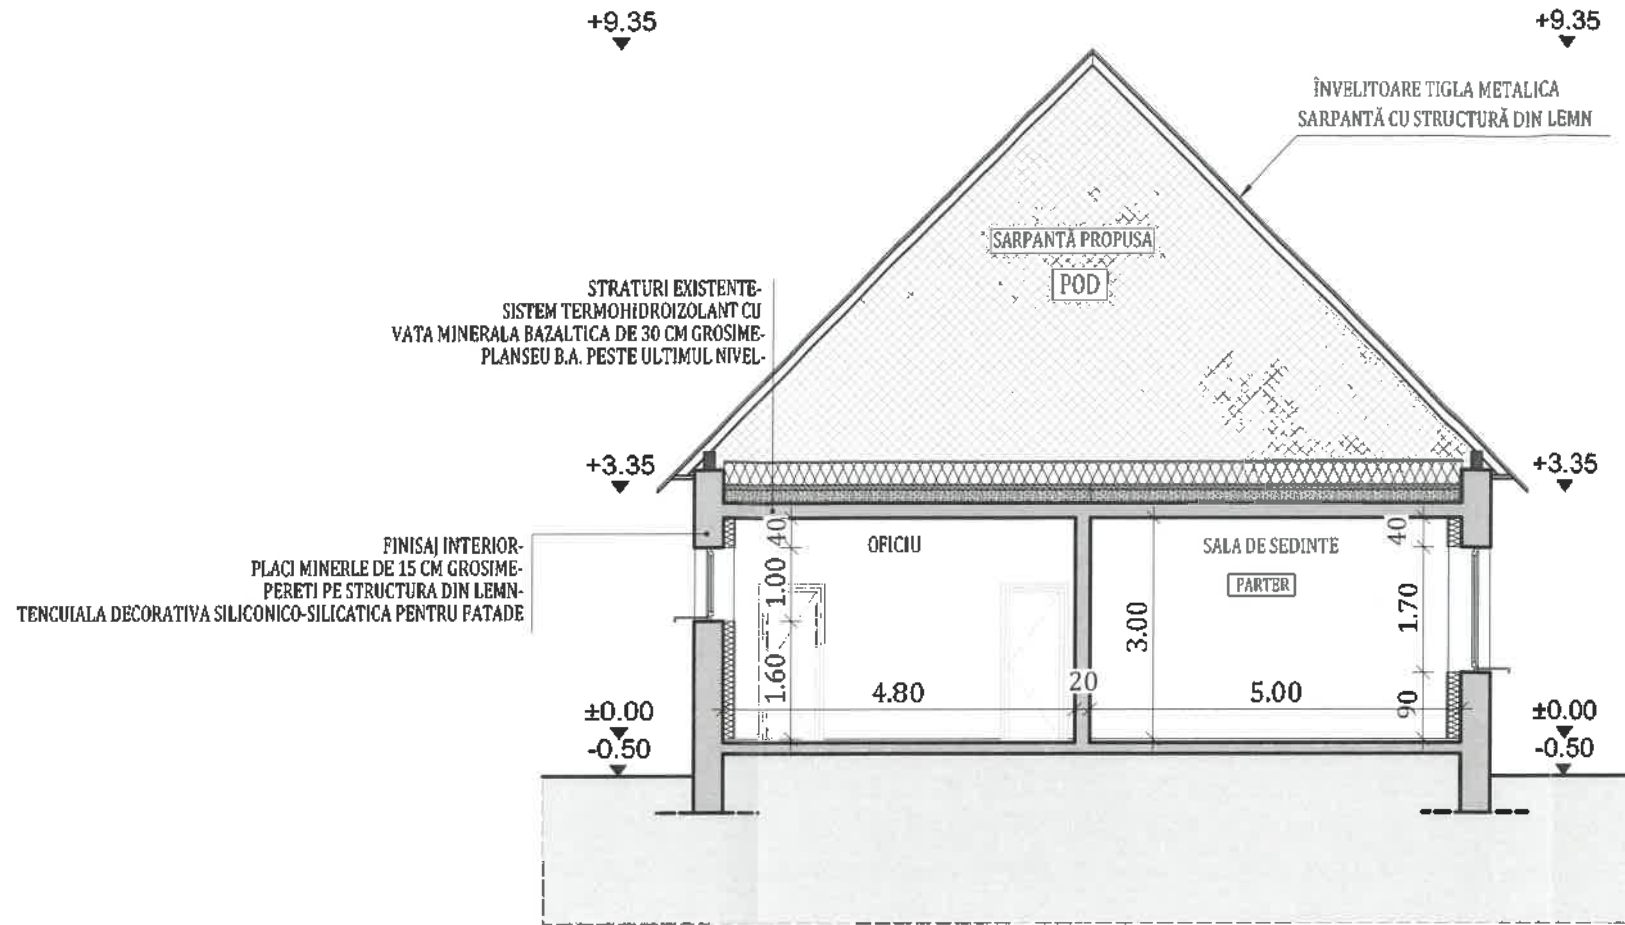 +9.35
+9.35
ÎNVELITOARE TIGLA METALICA
SARPANTĂ CU STRUCTURĂ DIN LEMN
SARPANTĂ PROPUSA
POD
STRATURI EXISTENTE-
SISTEM TERMOHIDROIZOLANT CU
VATA MINERALA BAZALTICA DE 30 CM GROSIME-
PLANSEU B.A. PESTE ULTIMUL NIVEL-
+3.35
+3.35
FINISAJ INTERIOR-
PLACI MINERLE DE 15 CM GROSIME-
PERETI PE STRUCTURA DIN LEMN-
TENCUIALA DECORATIVA SILICONICO-SILICATICA PENTRU FATADE
40
1.00
1.60
OFICIU
4.80
20
3.00
SALA DE SEDINTE
PARTER
5.00
40
1.70
90
±0.00
-0.50
±0.00
-0.50